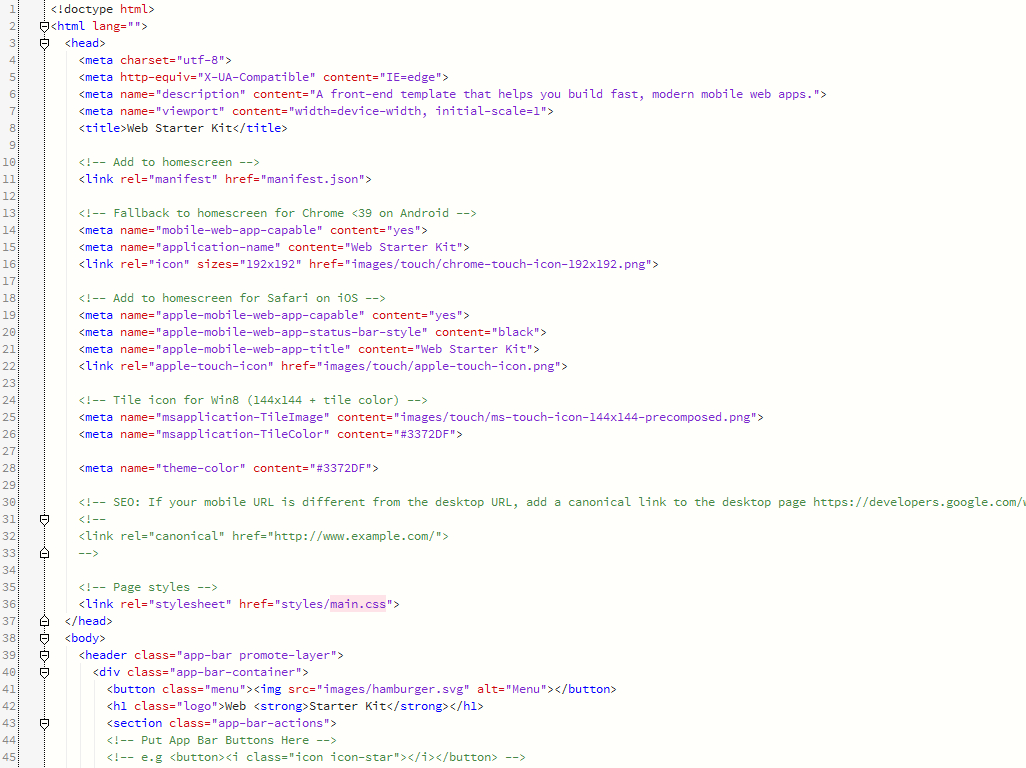 1 <!doctype html>
2 <html lang="">
3 <head>
4 <meta charset="utf-8">
5 <meta http-equiv="X-UA-Compatible" content="IE=edge">
6 <meta name="description" content="A front-end template that helps you build fast, modern mobile web apps.">
7 <meta name="viewport" content="width=device-width, initial-scale=1">
8 <title>Web Starter Kit</title>
9
10 <!-- Add to homescreen -->
11 <link rel="manifest" href="manifest.json">
12
13 <!-- Fallback to homescreen for Chrome <39 on Android -->
14 <meta name="mobile-web-app-capable" content="yes">
15 <meta name="application-name" content="Web Starter Kit">
16 <link rel="icon" sizes="192x192" href="images/touch/chrome-touch-icon-192x192.png">
17
18 <!-- Add to homescreen for Safari on iOS -->
19 <meta name="apple-mobile-web-app-capable" content="yes">
20 <meta name="apple-mobile-web-app-status-bar-style" content="black">
21 <meta name="apple-mobile-web-app-title" content="Web Starter Kit">
22 <link rel="apple-touch-icon" href="images/touch/apple-touch-icon.png">
23
24 <!-- Tile icon for Win8 (144x144 + tile color) -->
25 <meta name="msapplication-TileImage" content="images/touch/ms-touch-icon-144x144-precomposed.png">
26 <meta name="msapplication-TileColor" content="#3372DF">
27
28 <meta name="theme-color" content="#3372DF">
29
30 <!-- SEO: If your mobile URL is different from the desktop URL, add a canonical link to the desktop page https://developers.google.com/w
31 <!--
32 <link rel="canonical" href="http://www.example.com/">
33 -->
34
35 <!-- Page styles -->
36 <link rel="stylesheet" href="styles/main.css">
37 </head>
38 <body>
39 <header class="app-bar promote-layer">
40 <div class="app-bar-container">
41 <button class="menu"><img src="images/hamburger.svg" alt="Menu"></button>
42 <h1 class="logo">Web <strong>Starter Kit</strong></h1>
43 <section class="app-bar-actions">
44 <!-- Put App Bar Buttons Here -->
45 <!-- e.g <button><i class="icon icon-star"></i></button> -->